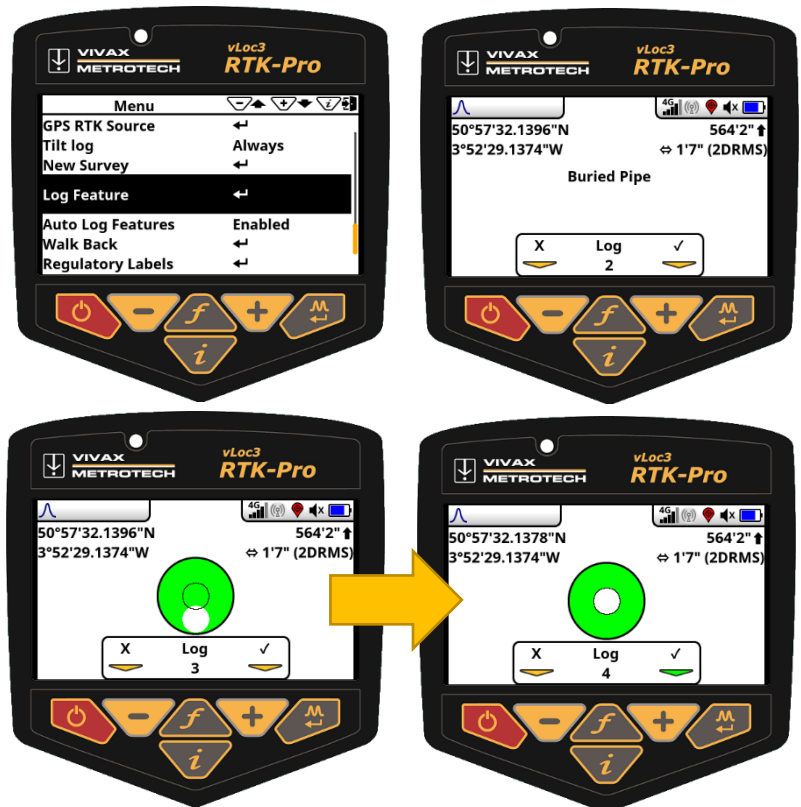 VIVAX
METROTECH
vLoc3
RTK-Pro
Menu - + i
GPS RTK Source
Tilt log Always
New Survey
Log Feature
Auto Log Features Enabled
Walk Back
Regulatory Labels
- f + i
VIVAX
METROTECH
vLoc3
RTK-Pro
4G
50°57'32.1396"N 564'2"⬆
3°52'29.1374"W ⇔ 1'7" (2DRMS)
Buried Pipe
X Log ✓
2
- f +
i
VIVAX
METROTECH
vLoc3
RTK-Pro
4G
50°57'32.1396"N 564'2"⬆
3°52'29.1374"W ⇔ 1'7" (2DRMS)
X Log ✓
3
- f +
i
VIVAX
METROTECH
vLoc3
RTK-Pro
4G
50°57'32.1378"N 564'2"⬆
3°52'29.1374"W ⇔ 1'7" (2DRMS)
X Log ✓
4
- f +
i